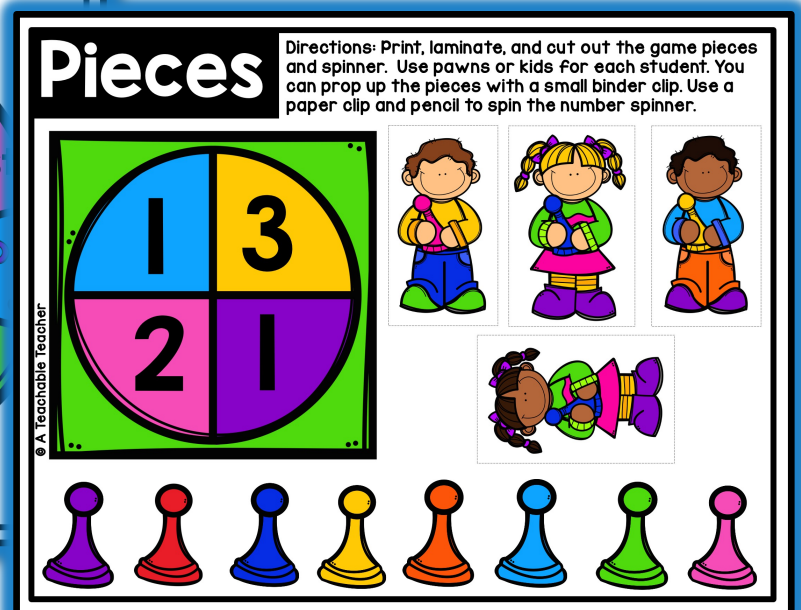 Pieces
Directions: Print, laminate, and cut out the game pieces
and spinner. Use pawns or kids for each student. You
can prop up the pieces with a small binder clip. Use a
paper clip and pencil to spin the number spinner.
1
3
2
1
© A Teachable Teacher